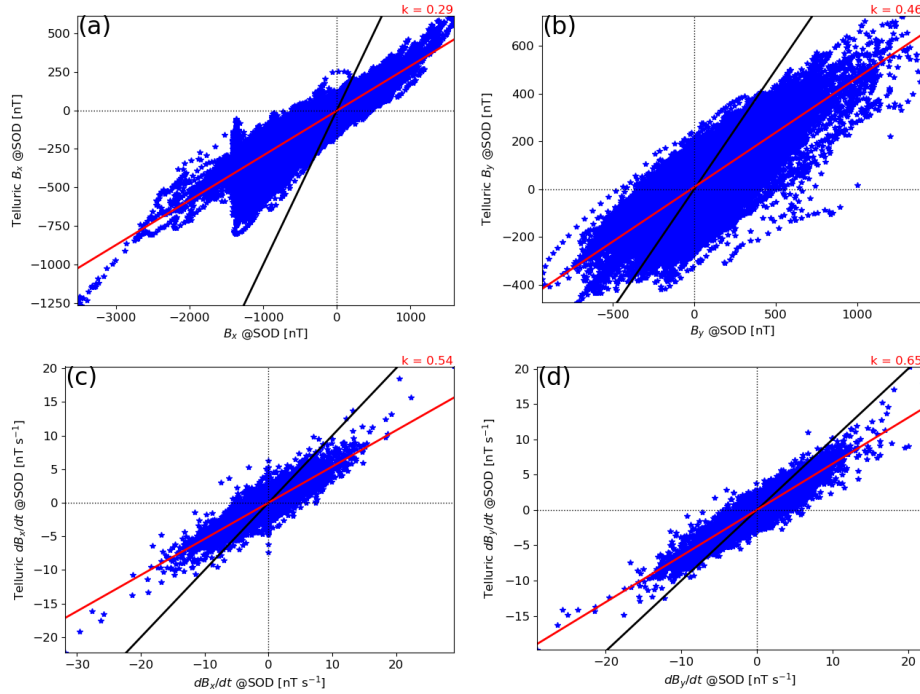 (a)
k = 0.29
500
250
0
−250
−500
−750
−1000
−1250
Telluric Bₓ @SOD [nT]
−3000 −2000 −1000 0 1000
Bₓ @SOD [nT]
(b)
k = 0.46
600
400
200
0
−200
−400
Telluric B_y @SOD [nT]
−500 0 500 1000
B_y @SOD [nT]
(c)
k = 0.54
20
15
10
5
0
−5
−10
−15
−20
Telluric dBₓ/dt @SOD [nT s⁻¹]
−30 −20 −10 0 10 20
dBₓ/dt @SOD [nT s⁻¹]
(d)
k = 0.65
20
15
10
5
0
−5
−10
−15
Telluric dB_y/dt @SOD [nT s⁻¹]
−20 −10 0 10 20
dB_y/dt @SOD [nT s⁻¹]